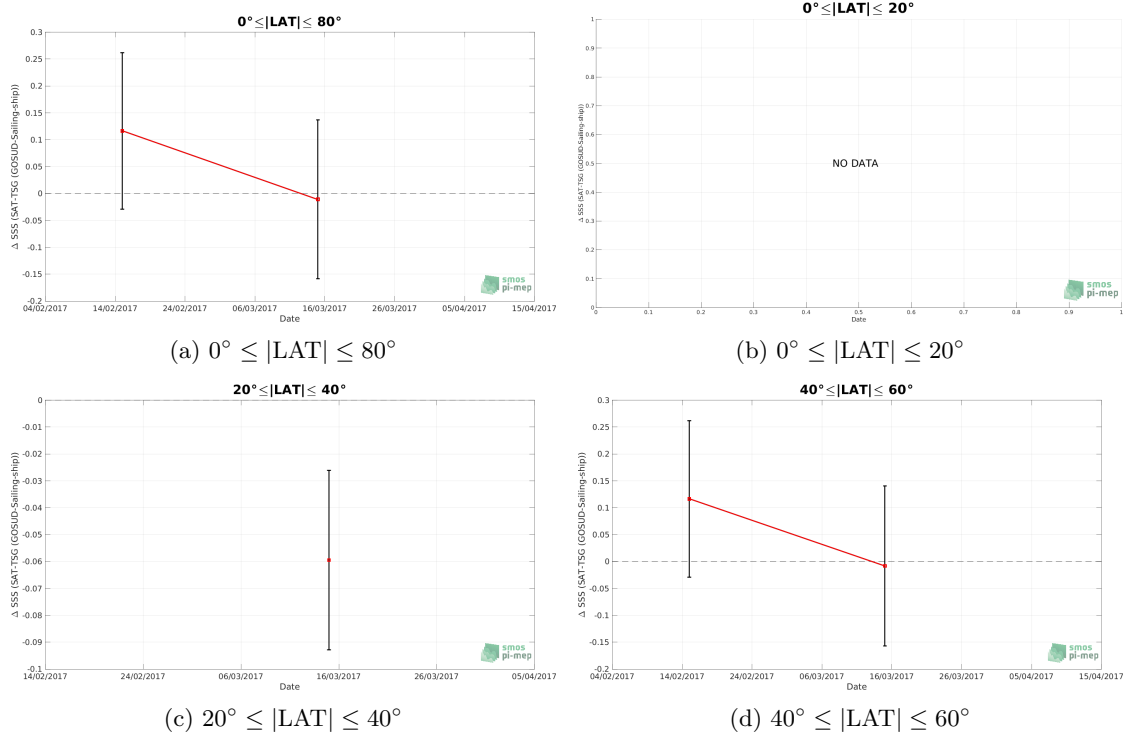 0°≤|LAT|≤ 80°
Δ SSS (SAT-TSG (GOSUD-Sailing-ship))
0.3
0.25
0.2
0.15
0.1
0.05
0
-0.05
-0.1
-0.15
-0.2
04/02/2017 14/02/2017 24/02/2017 06/03/2017 16/03/2017 26/03/2017 05/04/2017 15/04/2017
Date
smos
pi-mep
(a) 0° ≤ |LAT| ≤ 80°
0°≤|LAT|≤ 20°
Δ SSS (SAT-TSG (GOSUD-Sailing-ship))
1
0.9
0.8
0.7
0.6
0.5
0.4
0.3
0.2
0.1
0
NO DATA
0 0.1 0.2 0.3 0.4 0.5 0.6 0.7 0.8 0.9 1
Date
smos
pi-mep
(b) 0° ≤ |LAT| ≤ 20°
20°≤|LAT|≤ 40°
Δ SSS (SAT-TSG (GOSUD-Sailing-ship))
0
-0.01
-0.02
-0.03
-0.04
-0.05
-0.06
-0.07
-0.08
-0.09
-0.1
14/02/2017 24/02/2017 06/03/2017 16/03/2017 26/03/2017 05/04/2017
Date
smos
pi-mep
(c) 20° ≤ |LAT| ≤ 40°
40°≤|LAT|≤ 60°
Δ SSS (SAT-TSG (GOSUD-Sailing-ship))
0.3
0.25
0.2
0.15
0.1
0.05
0
-0.05
-0.1
-0.15
-0.2
04/02/2017 14/02/2017 24/02/2017 06/03/2017 16/03/2017 26/03/2017 05/04/2017 15/04/2017
Date
smos
pi-mep
(d) 40° ≤ |LAT| ≤ 60°